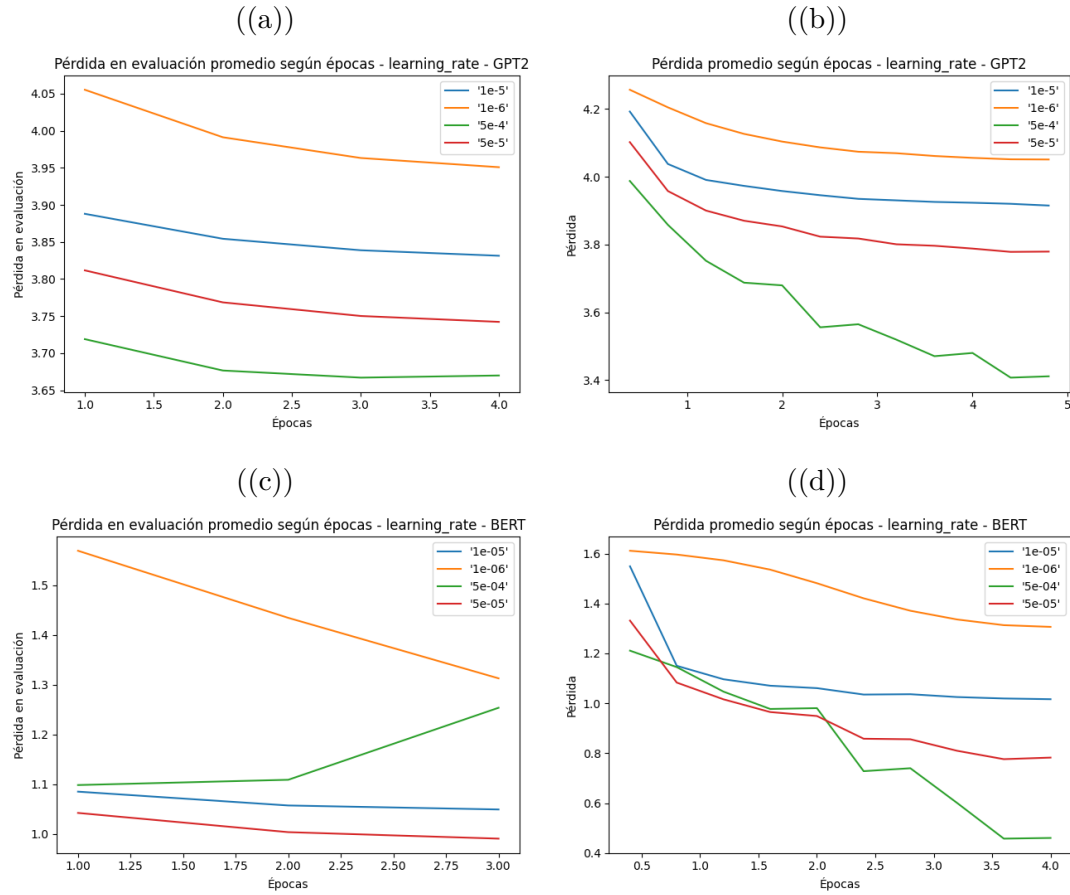 ((a))
Pérdida en evaluación promedio según épocas - learning_rate - GPT2
'1e-5'
'1e-6'
'5e-4'
'5e-5'
Pérdida en evaluación
4.05
4.00
3.95
3.90
3.85
3.80
3.75
3.70
3.65
1.0 1.5 2.0 2.5 3.0 3.5 4.0
Épocas
((b))
Pérdida promedio según épocas - learning_rate - GPT2
'1e-5'
'1e-6'
'5e-4'
'5e-5'
Pérdida
4.2
4.0
3.8
3.6
3.4
1 2 3 4 5
Épocas
((c))
Pérdida en evaluación promedio según épocas - learning_rate - BERT
'1e-05'
'1e-06'
'5e-04'
'5e-05'
Pérdida en evaluación
1.5
1.4
1.3
1.2
1.1
1.0
1.00 1.25 1.50 1.75 2.00 2.25 2.50 2.75 3.00
Épocas
((d))
Pérdida promedio según épocas - learning_rate - BERT
'1e-05'
'1e-06'
'5e-04'
'5e-05'
Pérdida
1.6
1.4
1.2
1.0
0.8
0.6
0.4
0.5 1.0 1.5 2.0 2.5 3.0 3.5 4.0
Épocas